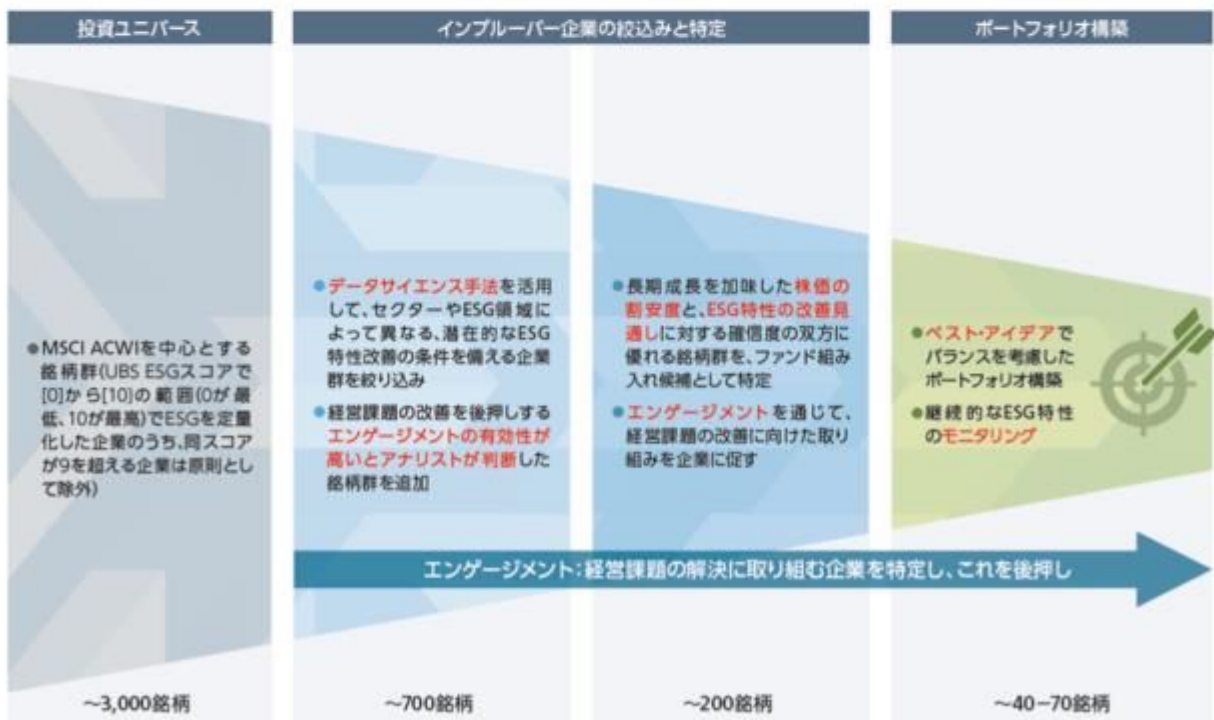 投資ユニバース
インプルーバー企業の絞込みと特定
ポートフォリオ構築
●MSCI ACWIを中心とする
銘柄群(UBS ESGスコアで
[0]から[10]の範囲(0が最
低、10が最高)でESGを定量
化した企業のうち、同スコア
が9を超える企業は原則とし
て除外)
●データサイエンス手法を活用
して、セクターやESG領域に
よって異なる、潜在的なESG
特性改善の条件を備える企業
群を絞り込み
●経営課題の改善を後押しする
エンゲージメントの有効性が
高いとアナリストが判断した
銘柄群を追加
●長期成長を加味した株価の
割安度と、ESG特性の改善見
通しに対する確信度の双方に
優れる銘柄群を、ファンド組み
入れ候補として特定
●エンゲージメントを通じて、
経営課題の改善に向けた取り
組みを企業に促す
●ベスト・アイデアで
バランスを考慮した
ポートフォリオ構築
●継続的なESG特性
のモニタリング
エンゲージメント：経営課題の解決に取り組む企業を特定し、これを後押し
～3,000銘柄
～700銘柄
～200銘柄
～40－70銘柄